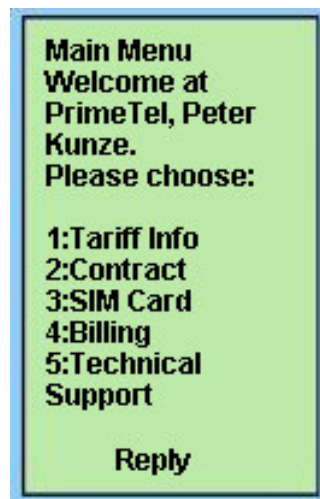 Main Menu
Welcome at
PrimeTel, Peter
Kunze.
Please choose:
1:Tariff Info
2:Contract
3:SIM Card
4:Billing
5:Technical
Support
Reply